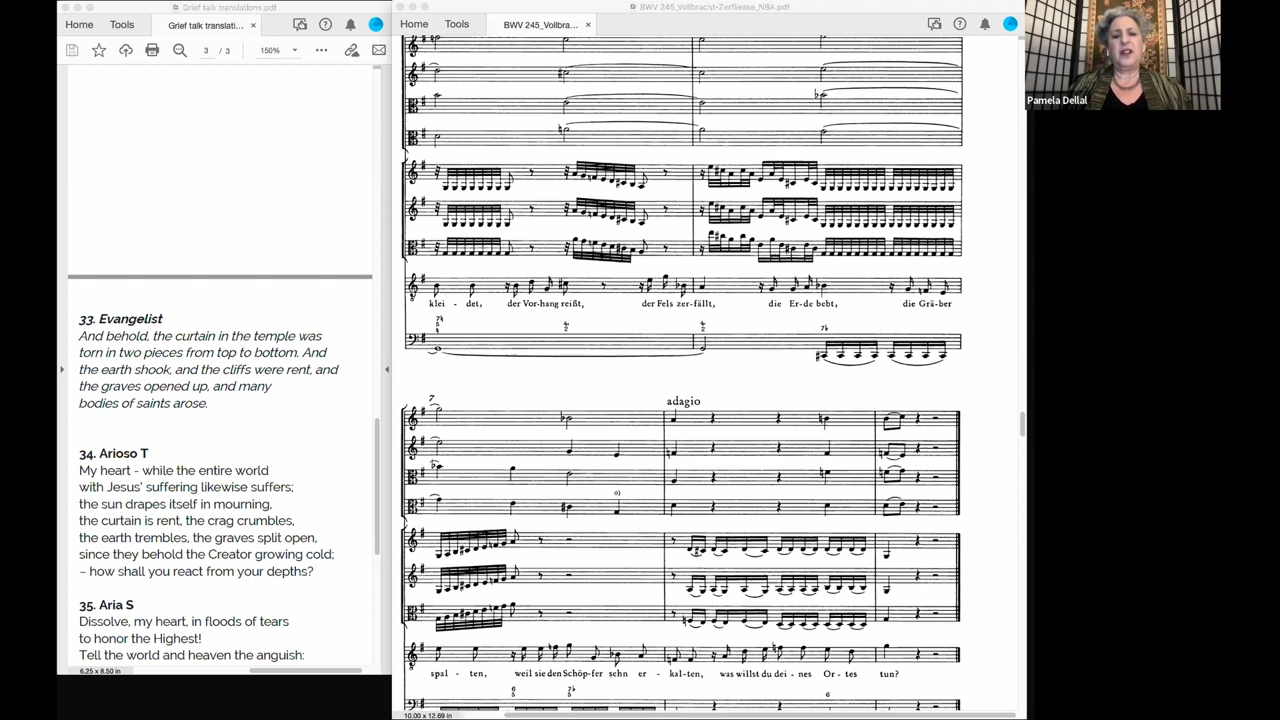 Home
Tools
Grief talk translati...
×
3 / 3
150%
33. Evangelist
And behold, the curtain in the temple was
torn in two pieces from top to bottom. And
the earth shook, and the cliffs were rent, and
the graves opened up, and many
bodies of saints arose.
34. Arioso T
My heart - while the entire world
with Jesus' suffering likewise suffers;
the sun drapes itself in mourning,
the curtain is rent, the crag crumbles,
the earth trembles, the graves split open,
since they behold the Creator growing cold;
– how shall you react from your depths?
35. Aria S
Dissolve, my heart, in floods of tears
to honor the Highest!
Tell the world and heaven the anguish:
6.25 x 8.50 in
BWV 245_Vollbracht-Zerfliesse_NBA.pdf
Home
Tools
BWV 245_Vollbra...
×
klei - det, der Vor-hang reißt, der Fels zer-fällt, die Er-de bebt, die Grä-ber
7
adagio
spal - ten, weil sie den Schöp-fer sehn er - kal-ten, was willst du dei - nes Or - tes tun?
10.00 x 12.69 in
Pamela Dellal